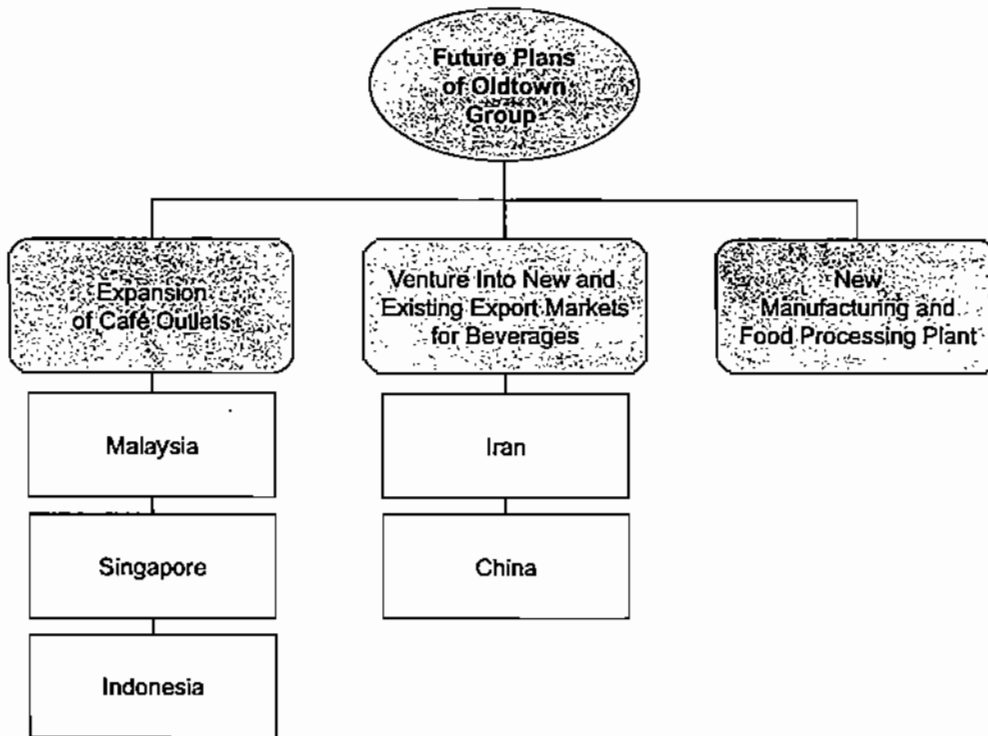 Future Plans
of Oldtown
Group
Expansion
of Café Outlets
Venture Into New and
Existing Export Markets
for Beverages
New
Manufacturing and
Food Processing Plant
Malaysia
Singapore
Indonesia
Iran
China